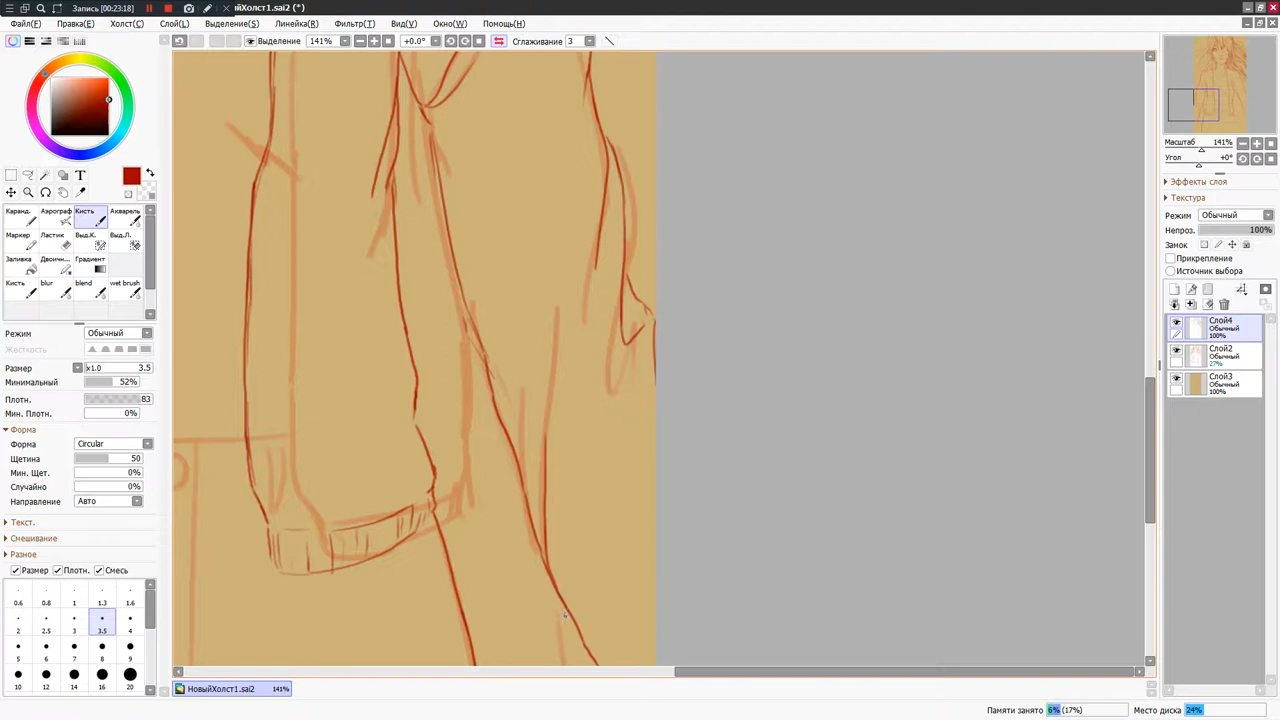 Запись [00:23:18] йХолст1.sai2 (*)
Файл(F) Правка(E) Холст(C) Слой(L) Выделение(S) Линейка(R) Фильтр(T) Вид(V) Окно(W) Помощь(H)
Выделение 141% +0.0° Сглаживание 3
Масштаб 141%
Угол +0°
Эффекты слоя
Текстура
Режим Обычный
Непроз. 100%
Замок
Прикрепление
Источник выбора
Слой4
Обычный
100%
Слой2
Обычный
27%
Слой3
Обычный
100%
T
Каранд. Аэрограф Кисть Акварель
Маркер Ластик Выд.К. Выд.Л.
Заливка Двоичн... Градиент
Кисть blur blend wet brush
Режим Обычный
Жесткость
Размер x1.0 3.5
Минимальный 52%
Плотн. 83
Мин. Плотн. 0%
Форма
Форма Circular
Щетина 50
Мин. Щет. 0%
Случайно 0%
Направление Авто
Текст.
Смешивание
Разное
Размер Плотн. Смесь
0.6 0.8 1 1.3 1.6
2 2.5 3 3.5 4
5 6 7 8 9
10 12 14 16 20
НовыйХолст1.sai2 141%
Памяти занято 6% (17%) Место диска 24%